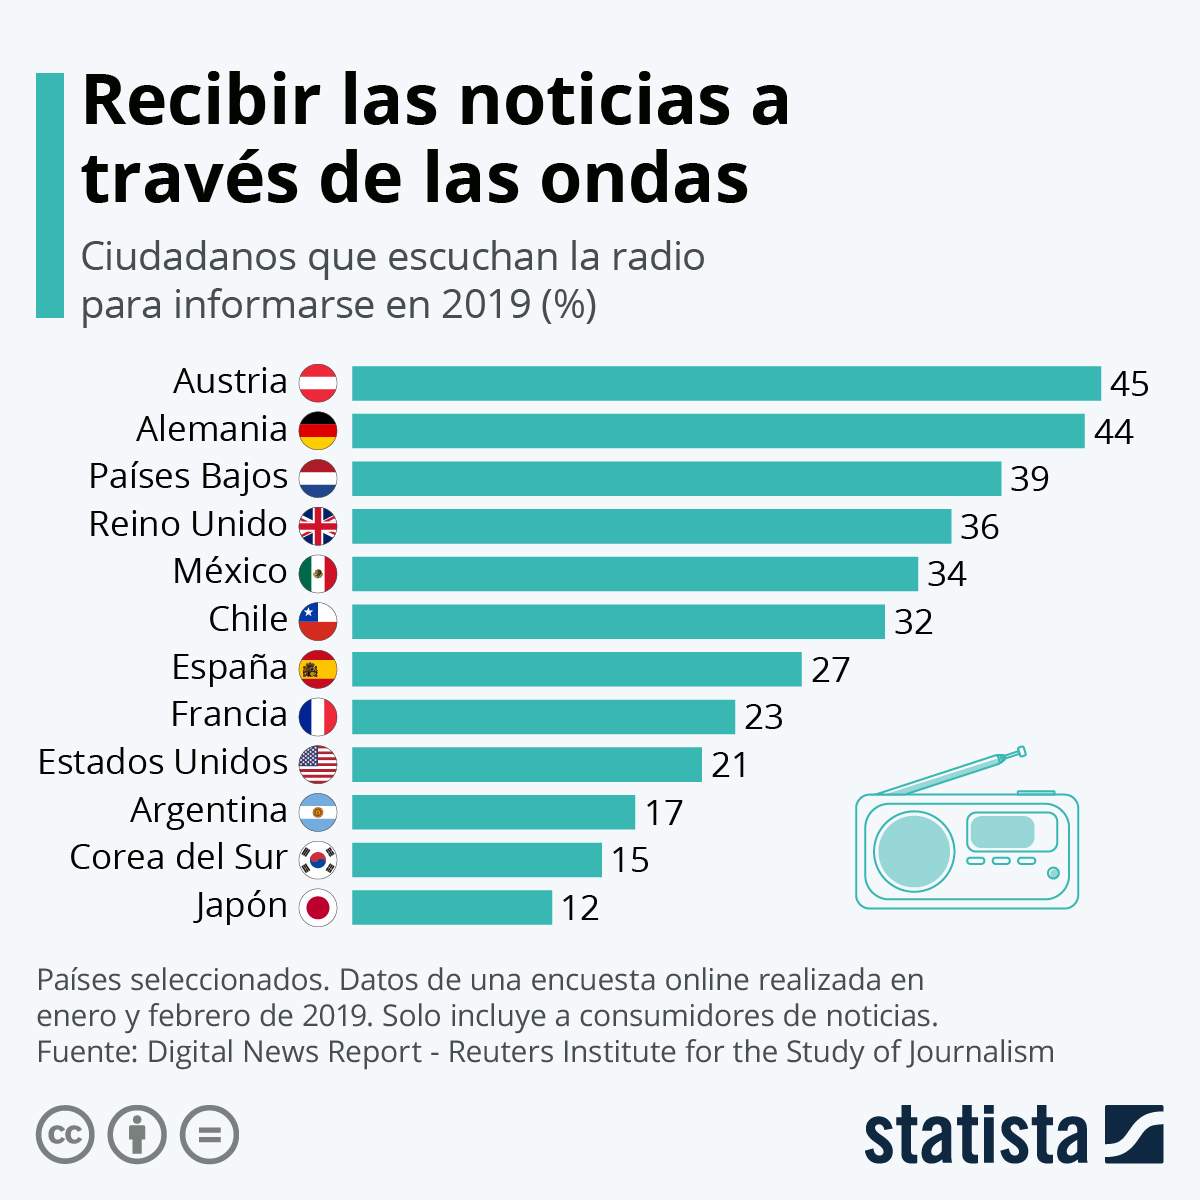 Recibir las noticias a
través de las ondas
Ciudadanos que escuchan la radio
para informarse en 2019 (%)
Austria 45
Alemania 44
Países Bajos 39
Reino Unido 36
México 34
Chile 32
España 27
Francia 23
Estados Unidos 21
Argentina 17
Corea del Sur 15
Japón 12
Países seleccionados. Datos de una encuesta online realizada en
enero y febrero de 2019. Solo incluye a consumidores de noticias.
Fuente: Digital News Report - Reuters Institute for the Study of Journalism
cc
statista